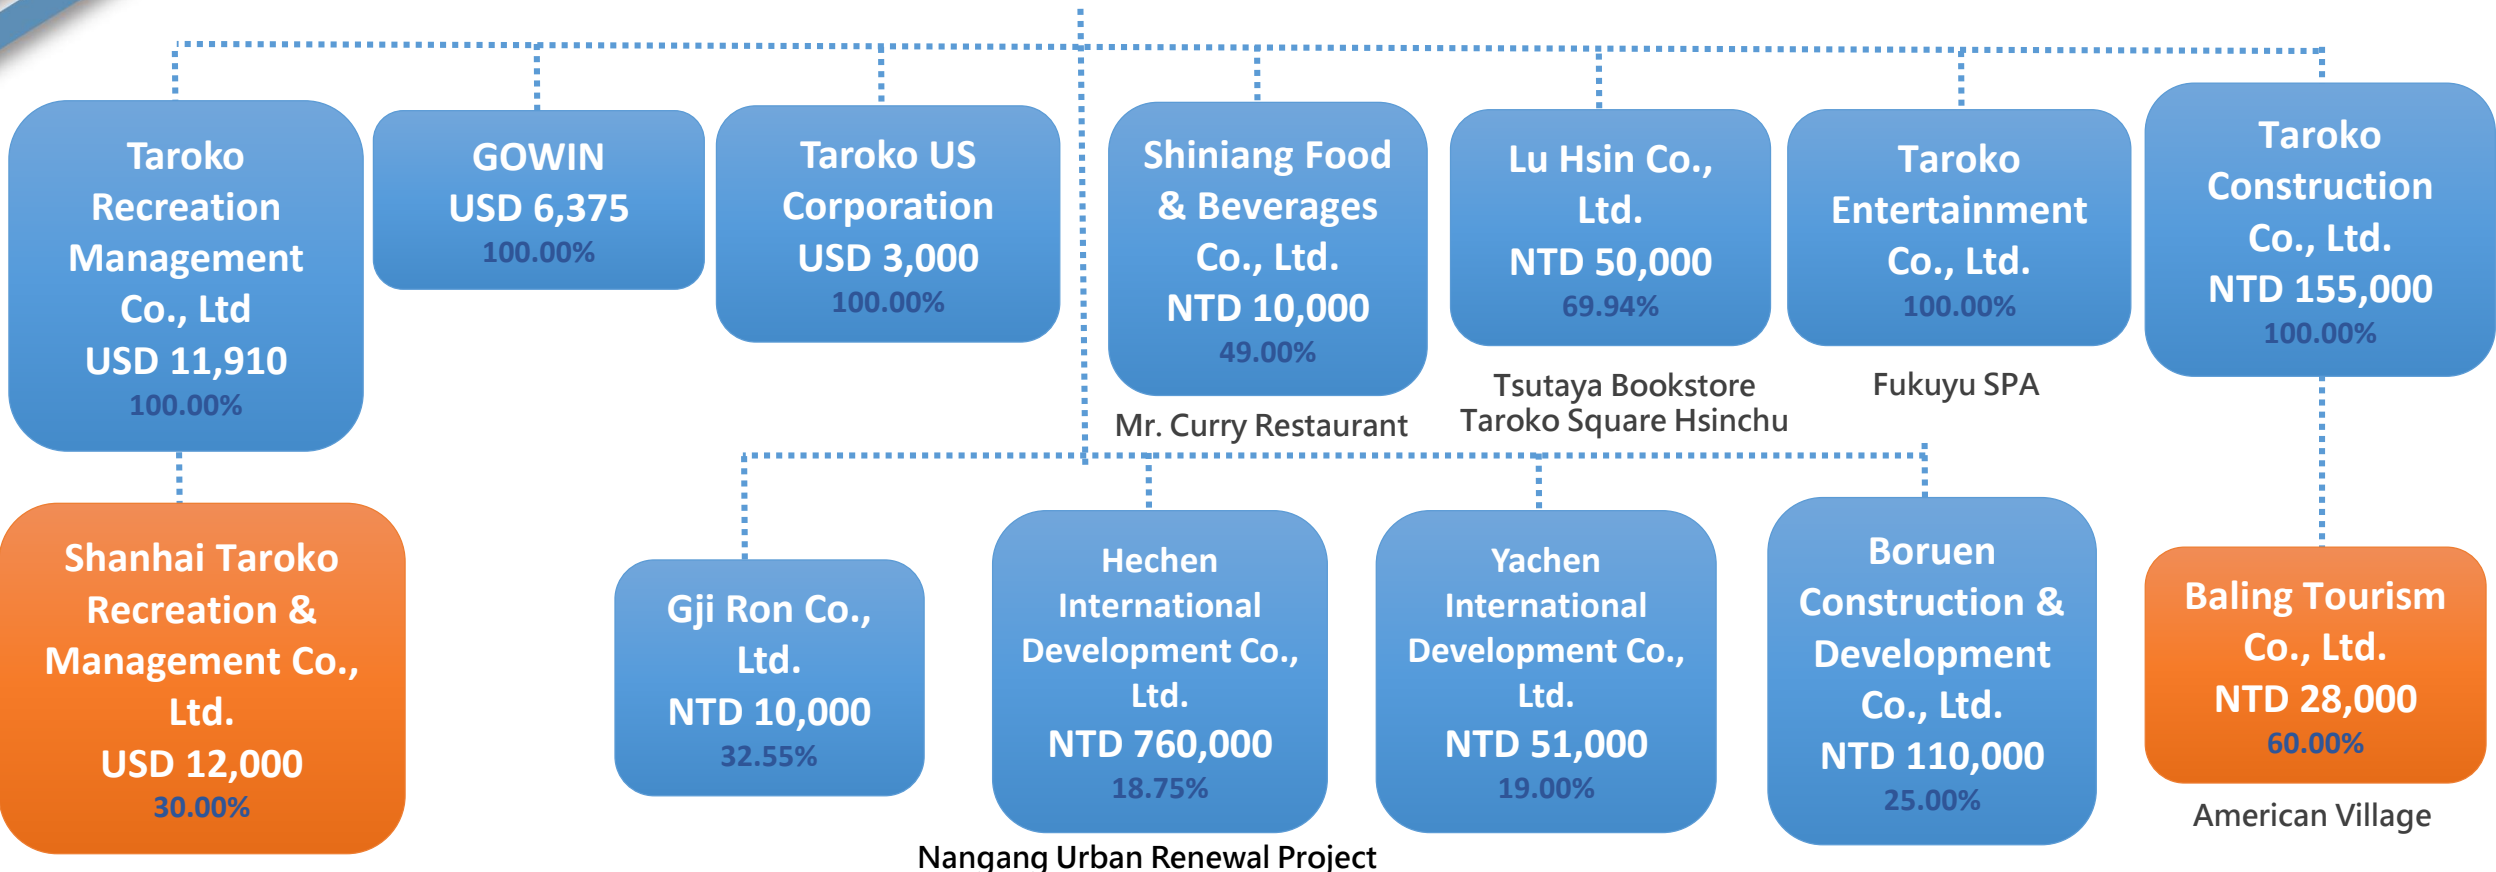 Taroko
Recreation
Management
Co., Ltd
USD 11,910
100.00%
GOWIN
USD 6,375
100.00%
Taroko US
Corporation
USD 3,000
100.00%
Shiniang Food
& Beverages
Co., Ltd.
NTD 10,000
49.00%
Mr. Curry Restaurant
Lu Hsin Co.,
Ltd.
NTD 50,000
69.94%
Tsutaya Bookstore
Taroko Square Hsinchu
Taroko
Entertainment
Co., Ltd.
100.00%
Fukuyu SPA
Taroko
Construction
Co., Ltd.
NTD 155,000
100.00%
Shanhai Taroko
Recreation &
Management Co.,
Ltd.
USD 12,000
30.00%
Gji Ron Co.,
Ltd.
NTD 10,000
32.55%
Hechen
International
Development Co.,
Ltd.
NTD 760,000
18.75%
Nangang Urban Renewal Project
Yachen
International
Development Co.,
Ltd.
NTD 51,000
19.00%
Boruen
Construction &
Development
Co., Ltd.
NTD 110,000
25.00%
Baling Tourism
Co., Ltd.
NTD 28,000
60.00%
American Village